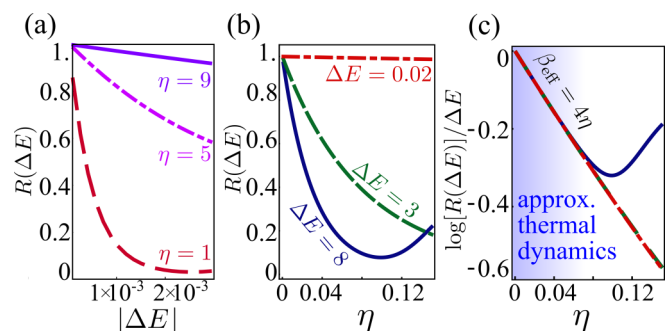 (a)
R(ΔE)
1.
0.8
0.6
0.4
0.2
0
η = 9
η = 5
η = 1
1×10⁻³
2×10⁻³
|ΔE|
(b)
R(ΔE)
1.
0.8
0.6
0.4
0.2
0
ΔE = 0.02
ΔE = 3
ΔE = 8
0
0.04
0.12
η
(c)
log[R(ΔE)]/ΔE
0
-0.2
-0.4
-0.6
β_eff = 4η
approx.
thermal
dynamics
0
0.04
0.12
η